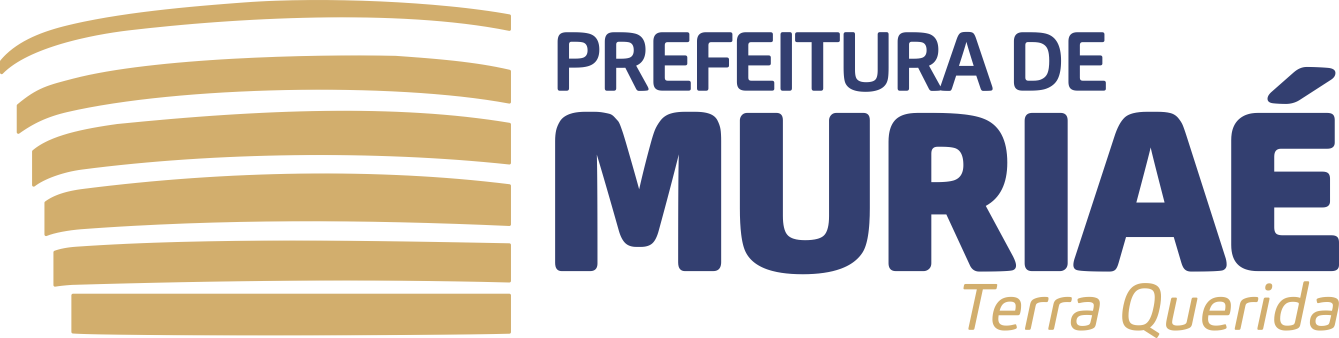 PREFEITURA DE
MURIAÉ
Terra Querida